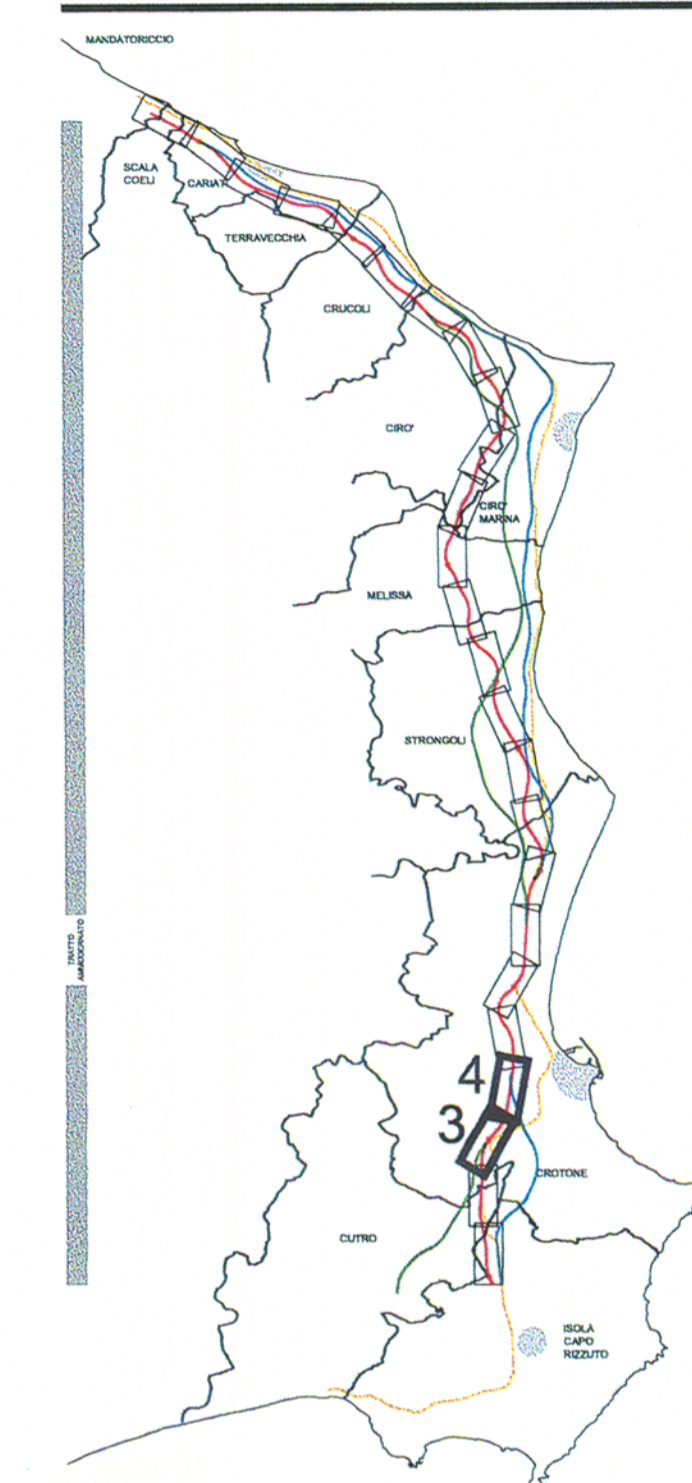 MANDATORICCIO
SCALA
COELI
CARIATI
TERRAVECCHIA
CRUCOLI
CIRO'
CIRO'
MARINA
MELISSA
STRONGOLI
TRATTO
AMMODERNATO
4
3
CROTONE
CUTRO
ISOLA
CAPO
RIZZUTO